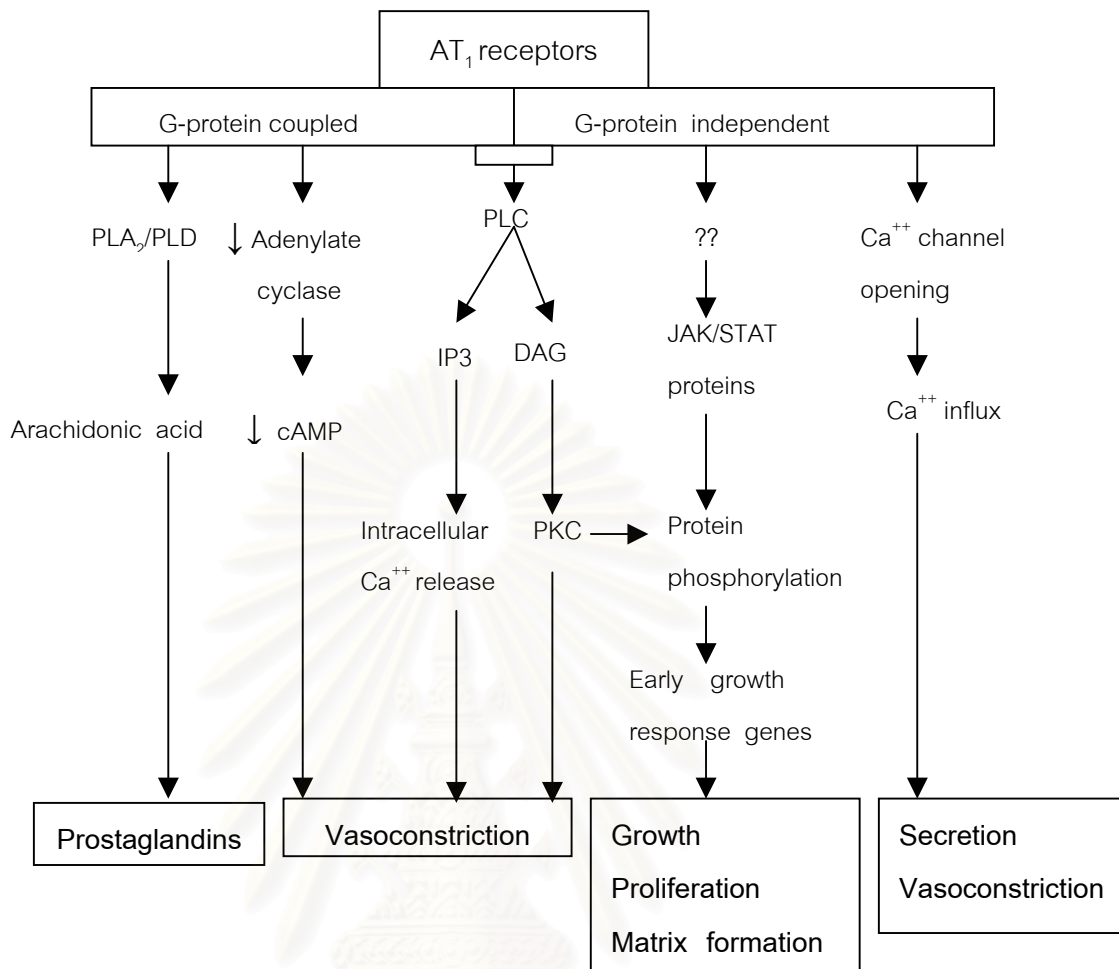 AT₁ receptors
G-protein coupled
G-protein independent
PLA₂/PLD
↓ Adenylate
cyclase
PLC
??
Ca⁺⁺ channel
opening
IP3
DAG
JAK/STAT
proteins
Arachidonic acid
↓ cAMP
Ca⁺⁺ influx
Intracellular
Ca⁺⁺ release
PKC
Protein
phosphorylation
Early growth
response genes
Prostaglandins
Vasoconstriction
Growth
Proliferation
Matrix formation
Secretion
Vasoconstriction